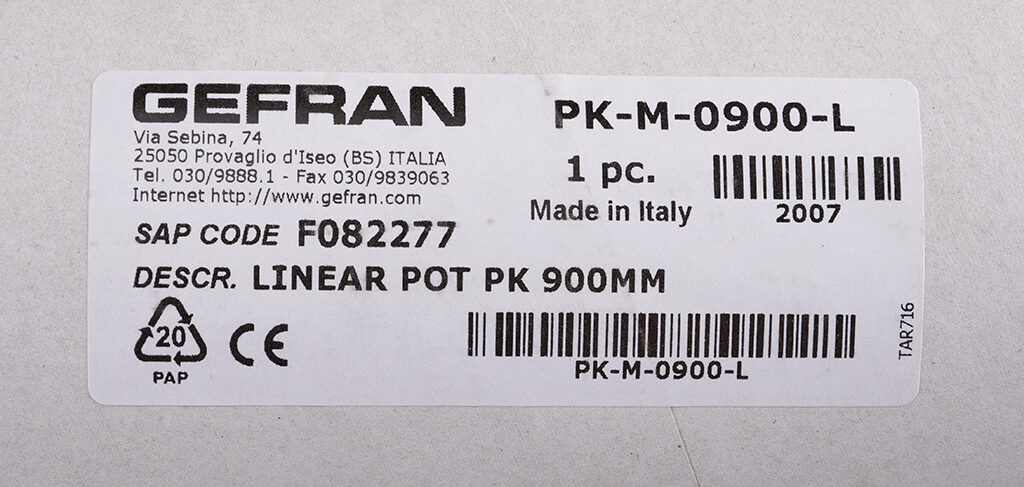 GEFRAN
Via Sebina, 74
25050 Provaglio d'Iseo (BS) ITALIA
Tel. 030/9888.1 - Fax 030/9839063
Internet http://www.gefran.com
PK-M-0900-L
1 pc.
Made in Italy
2007
SAP CODE F082277
DESCR. LINEAR POT PK 900MM
20
PAP
CE
PK-M-0900-L
TAR716